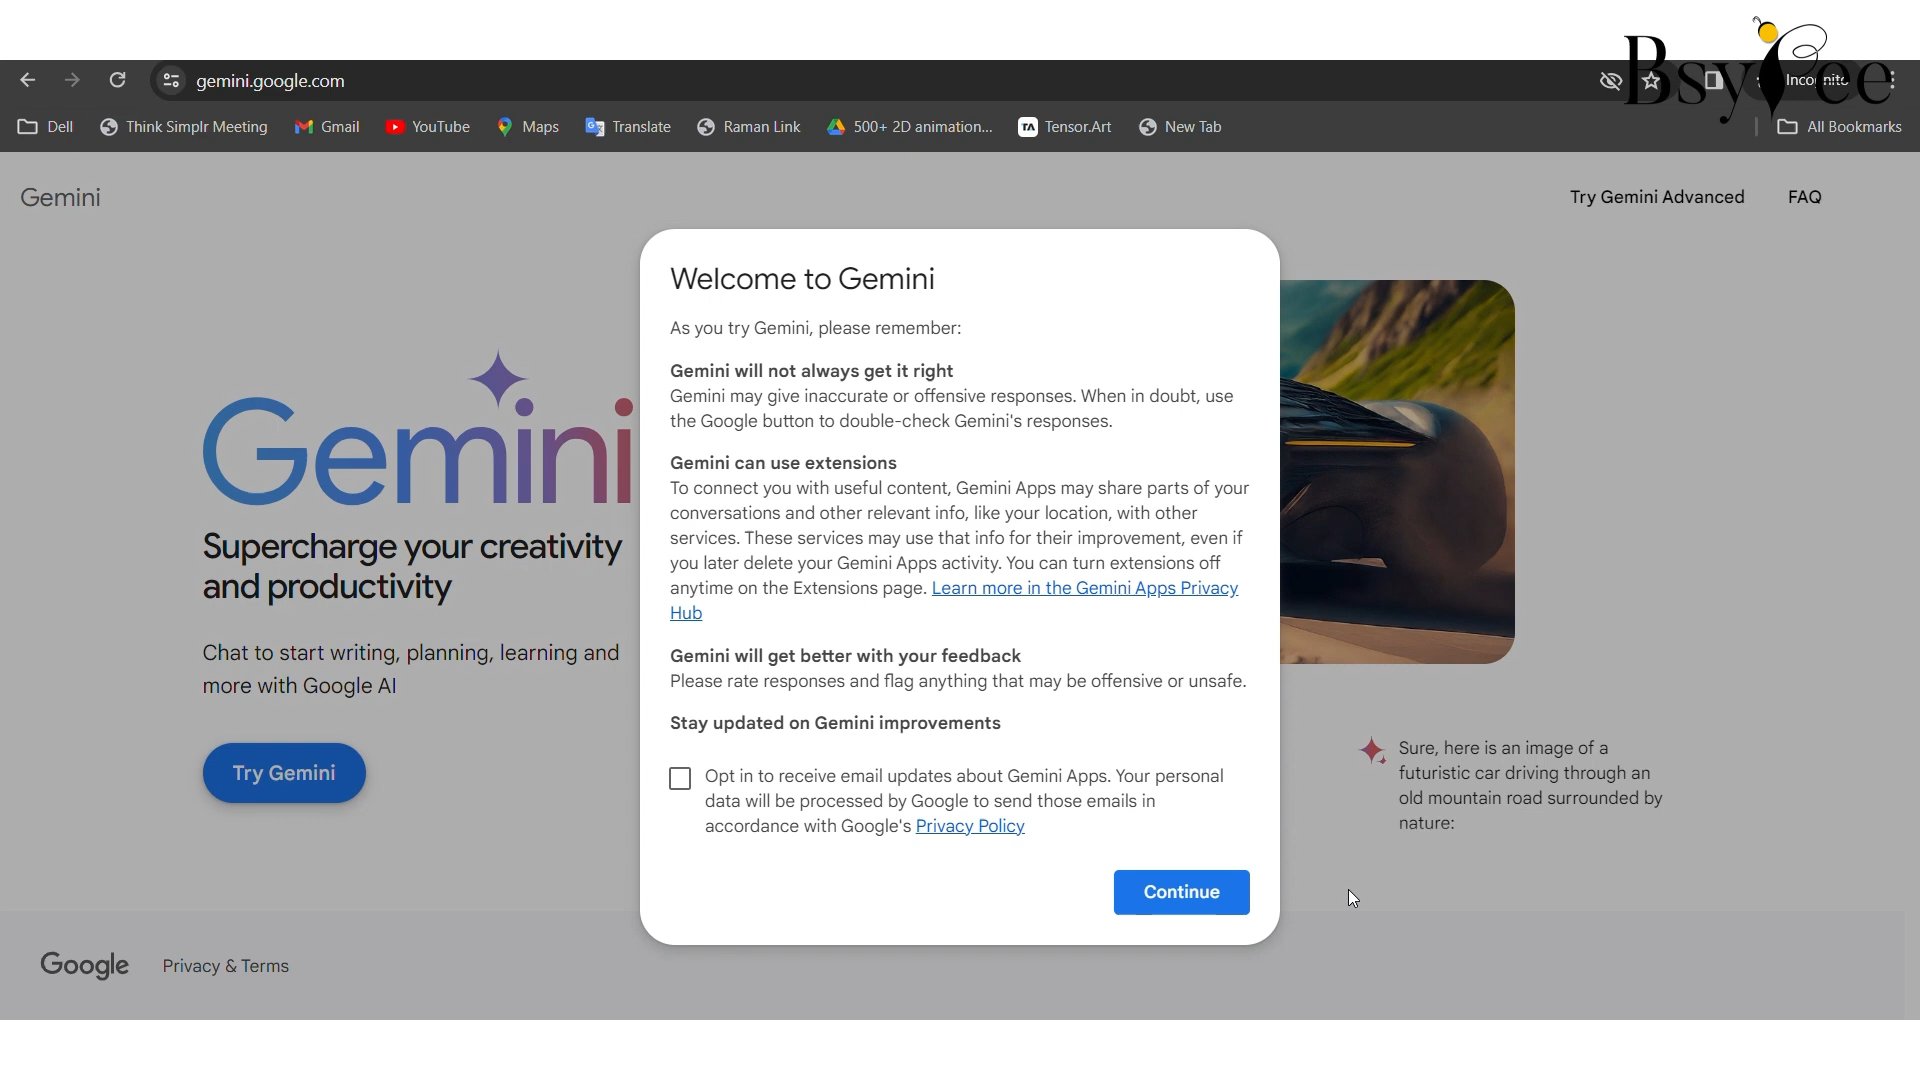 Bsy ee
gemini.google.com
Incognito
Dell
Think Simplr Meeting
Gmail
YouTube
Maps
Translate
Raman Link
500+ 2D animation...
TA
Tensor.Art
New Tab
All Bookmarks
Gemini
Try Gemini Advanced
FAQ
Gemini
Supercharge your creativity
and productivity
Chat to start writing, planning, learning and
more with Google AI
Try Gemini
Welcome to Gemini
As you try Gemini, please remember:
Gemini will not always get it right
Gemini may give inaccurate or offensive responses. When in doubt, use
the Google button to double-check Gemini's responses.
Gemini can use extensions
To connect you with useful content, Gemini Apps may share parts of your
conversations and other relevant info, like your location, with other
services. These services may use that info for their improvement, even if
you later delete your Gemini Apps activity. You can turn extensions off
anytime on the Extensions page. Learn more in the Gemini Apps Privacy
Hub
Gemini will get better with your feedback
Please rate responses and flag anything that may be offensive or unsafe.
Stay updated on Gemini improvements
Opt in to receive email updates about Gemini Apps. Your personal
data will be processed by Google to send those emails in
accordance with Google's Privacy Policy
Continue
Sure, here is an image of a
futuristic car driving through an
old mountain road surrounded by
nature:
Google
Privacy & Terms